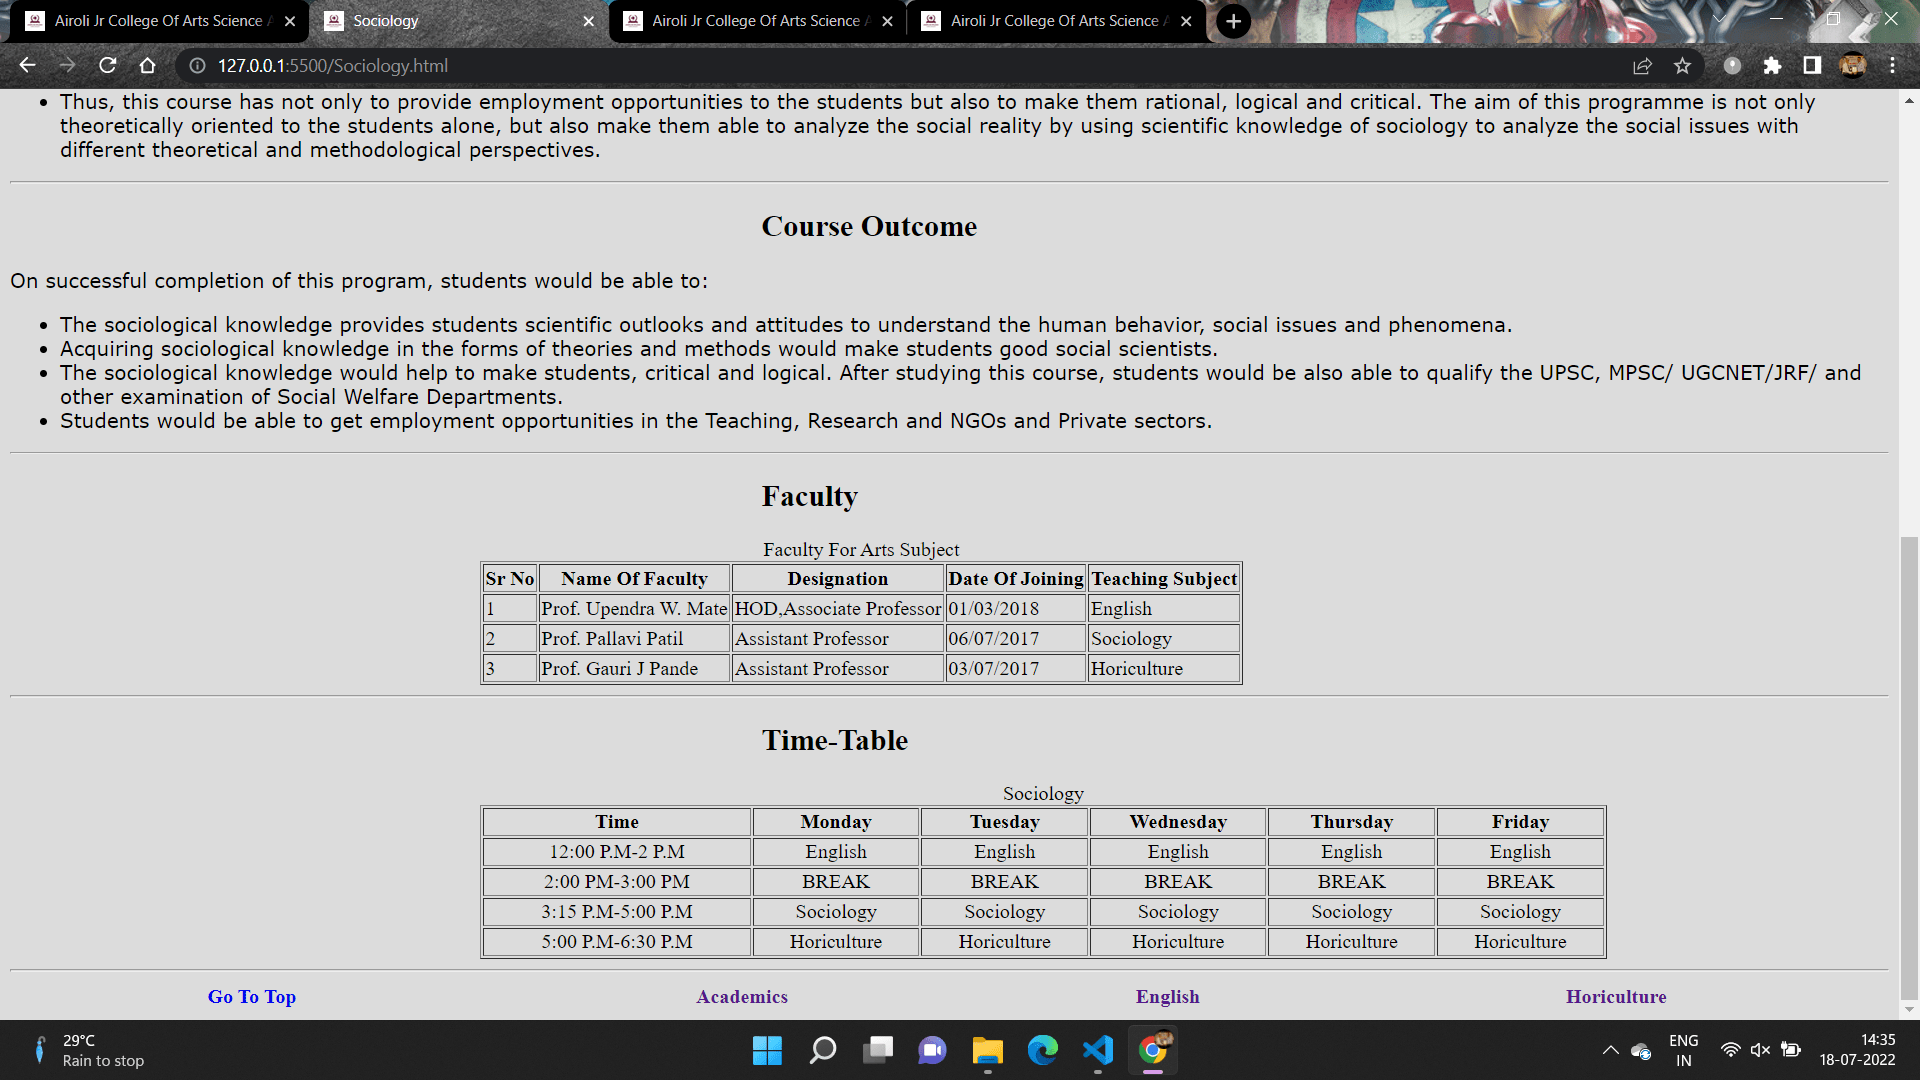 Airoli Jr College Of Arts Science A
Sociology
Airoli Jr College Of Arts Science A
Airoli Jr College Of Arts Science A
127.0.0.1:5500/Sociology.html
• Thus, this course has not only to provide employment opportunities to the students but also to make them rational, logical and critical. The aim of this programme is not only
theoretically oriented to the students alone, but also make them able to analyze the social reality by using scientific knowledge of sociology to analyze the social issues with
different theoretical and methodological perspectives.
Course Outcome
On successful completion of this program, students would be able to:
• The sociological knowledge provides students scientific outlooks and attitudes to understand the human behavior, social issues and phenomena.
• Acquiring sociological knowledge in the forms of theories and methods would make students good social scientists.
• The sociological knowledge would help to make students, critical and logical. After studying this course, students would be also able to qualify the UPSC, MPSC/ UGCNET/JRF/ and
other examination of Social Welfare Departments.
• Students would be able to get employment opportunities in the Teaching, Research and NGOs and Private sectors.
Faculty
Faculty For Arts Subject
Sr No Name Of Faculty Designation Date Of Joining Teaching Subject
1 Prof. Upendra W. Mate HOD,Associate Professor 01/03/2018 English
2 Prof. Pallavi Patil Assistant Professor 06/07/2017 Sociology
3 Prof. Gauri J Pande Assistant Professor 03/07/2017 Horiculture
Time-Table
Sociology
Time Monday Tuesday Wednesday Thursday Friday
12:00 P.M-2 P.M English English English English English
2:00 PM-3:00 PM BREAK BREAK BREAK BREAK BREAK
3:15 P.M-5:00 P.M Sociology Sociology Sociology Sociology Sociology
5:00 P.M-6:30 P.M Horiculture Horiculture Horiculture Horiculture Horiculture
Go To Top Academics English Horiculture
29°C
Rain to stop
ENG
IN
14:35
18-07-2022